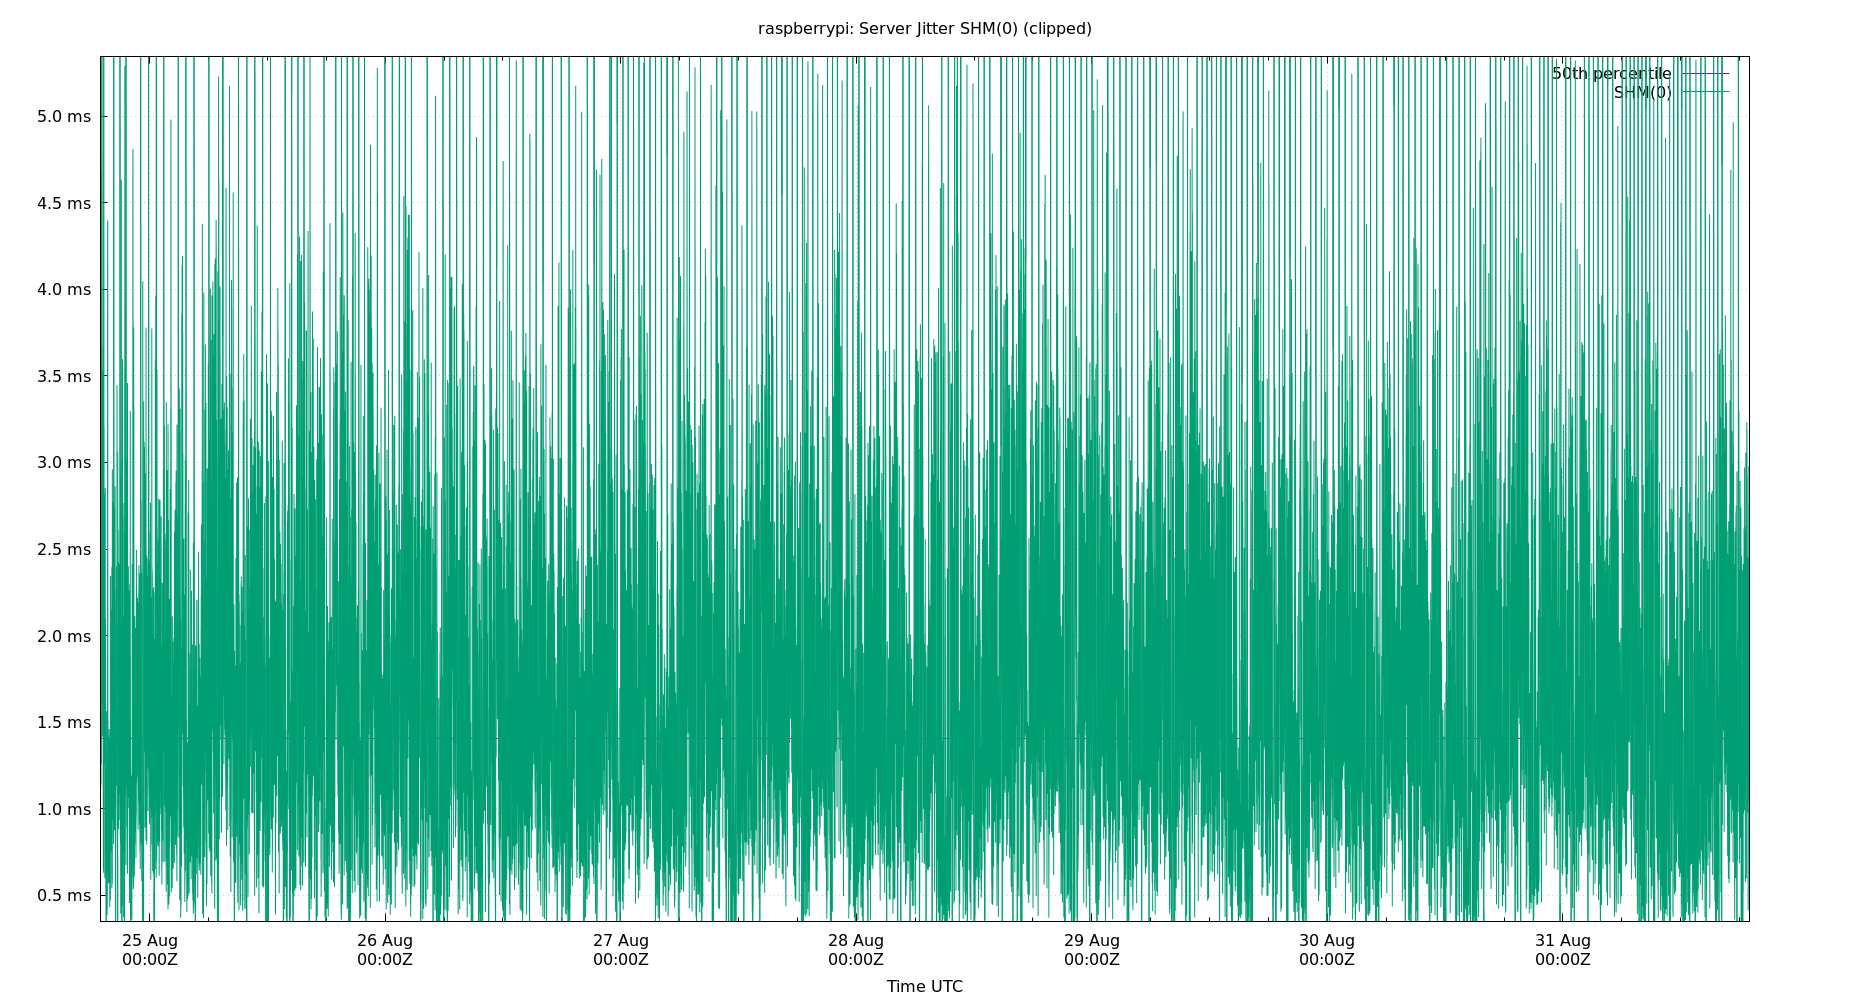 raspberrypi: Server Jitter SHM(0) (clipped)
50th percentile
SHM(0)
5.0 ms
4.5 ms
4.0 ms
3.5 ms
3.0 ms
2.5 ms
2.0 ms
1.5 ms
1.0 ms
0.5 ms
25 Aug 26 Aug 27 Aug 28 Aug 29 Aug 30 Aug 31 Aug
00:00Z 00:00Z 00:00Z 00:00Z 00:00Z 00:00Z 00:00Z
Time UTC